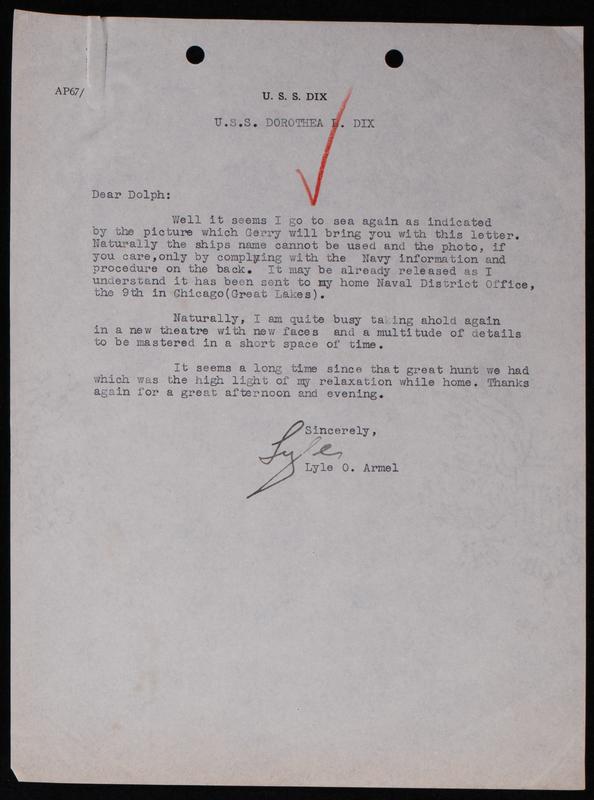 AP67/
U. S. S. DIX
U.S.S. DOROTHEA L. DIX
Dear Dolph:
Well it seems I go to sea again as indicated
by the picture which Gerry will bring you with this letter.
Naturally the ships name cannot be used and the photo, if
you care,only by complying with the Navy information and
procedure on the back. It may be already released as I
understand it has been sent to my home Naval District Office,
the 9th in Chicago(Great Lakes).
Naturally, I am quite busy taking ahold again
in a new theatre with new faces and a multitude of details
to be mastered in a short space of time.
It seems a long time since that great hunt we had
which was the high light of my relaxation while home. Thanks
again for a great afternoon and evening.
Sincerely,
Lyle
Lyle O. Armel